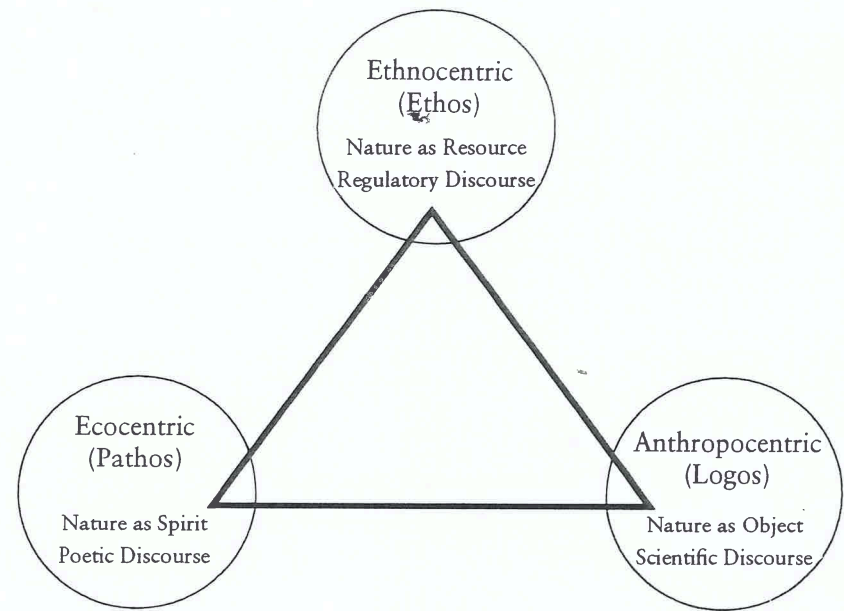 Ethnocentric
(Ethos)
Nature as Resource
Regulatory Discourse
Ecocentric
(Pathos)
Nature as Spirit
Poetic Discourse
Anthropocentric
(Logos)
Nature as Object
Scientific Discourse